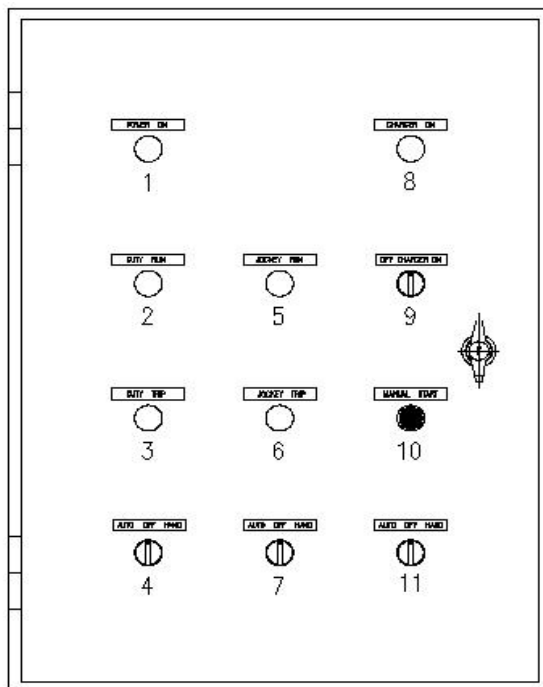 POWER ON
CHARGER ON
1
8
DUTY RUN
JOCKEY RUN
OFF CHARGER ON
2
5
9
DUTY TRIP
JOCKEY TRIP
MANUAL START
3
6
10
AUTO OFF HAND
AUTO OFF HAND
AUTO OFF HAND
4
7
11